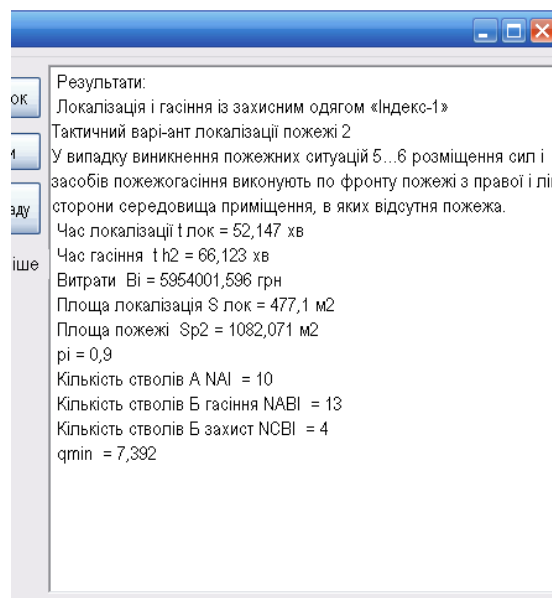 Результати:
ок
Локалізація і гасіння із захисним одягом «Індекс-1»
Тактичний варі-ант локалізації пожежі 2
У випадку виникнення пожежних ситуацій 5...6 розміщення сил і
засобів пожежогасіння виконують по фронту пожежі з правої і лі
аду
сторони середовища приміщення, в яких відсутня пожежа.
Час локалізації t лок = 52,147 хв
іше
Час гасіння t h2 = 66,123 хв
Витрати Ві = 5954001,596 грн
Площа локалізація S лок = 477,1 м2
Площа пожежі Sp2 = 1082,071 м2
pi = 0,9
Кількість стволів А NAI = 10
Кількість стволів Б гасіння NABI = 13
Кількість стволів Б захист NCBI = 4
qmin = 7,392